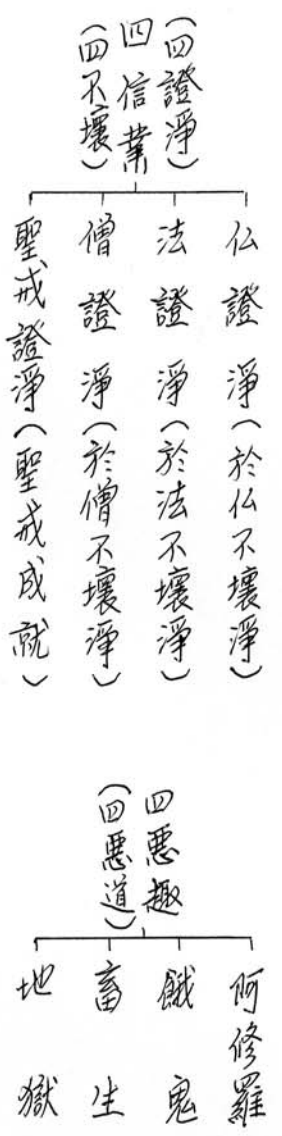 (四證淨)
四信業
(四不壞)
仏證淨(於仏不壞淨)
法證淨(於法不壞淨)
僧證淨(於僧不壞淨)
聖戒證淨(聖戒成就)
四悪趣
(四悪道)
阿修羅
餓鬼
畜生
地獄